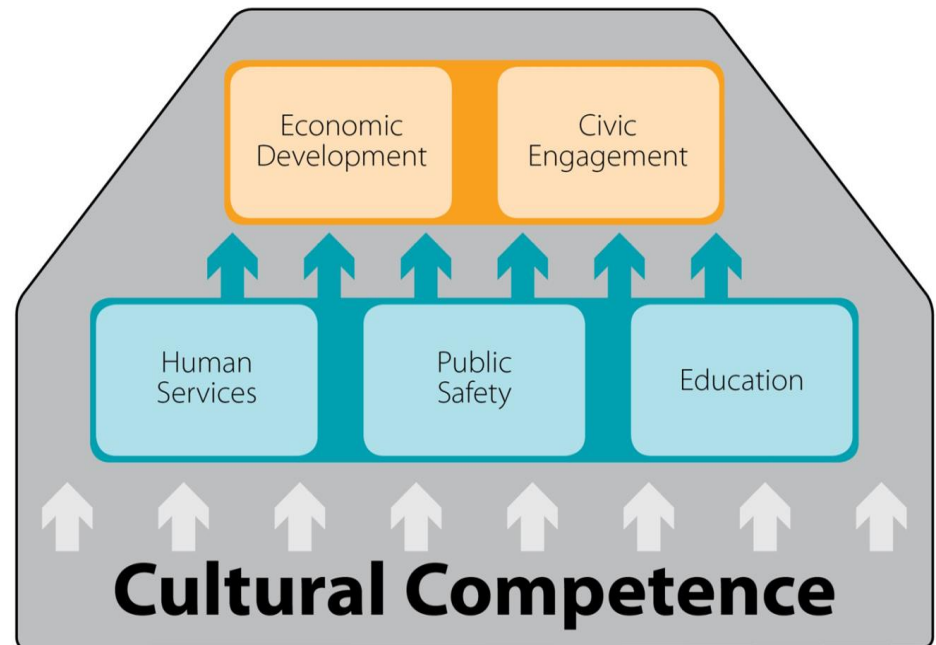 Economic
Development
Civic
Engagement
Human
Services
Public
Safety
Education
Cultural Competence